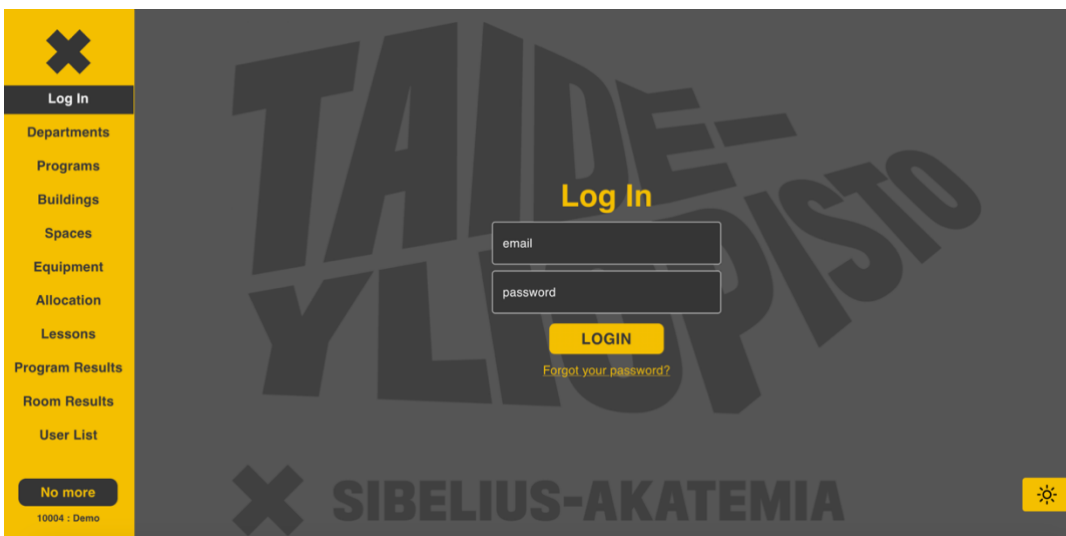 Log In
Departments
Programs
Buildings
Spaces
Equipment
Allocation
Lessons
Program Results
Room Results
User List
No more
10004 : Demo
TAIDE-
YLIOPISTO
Log In
email
password
LOGIN
Forgot your password?
SIBELIUS-AKATEMIA